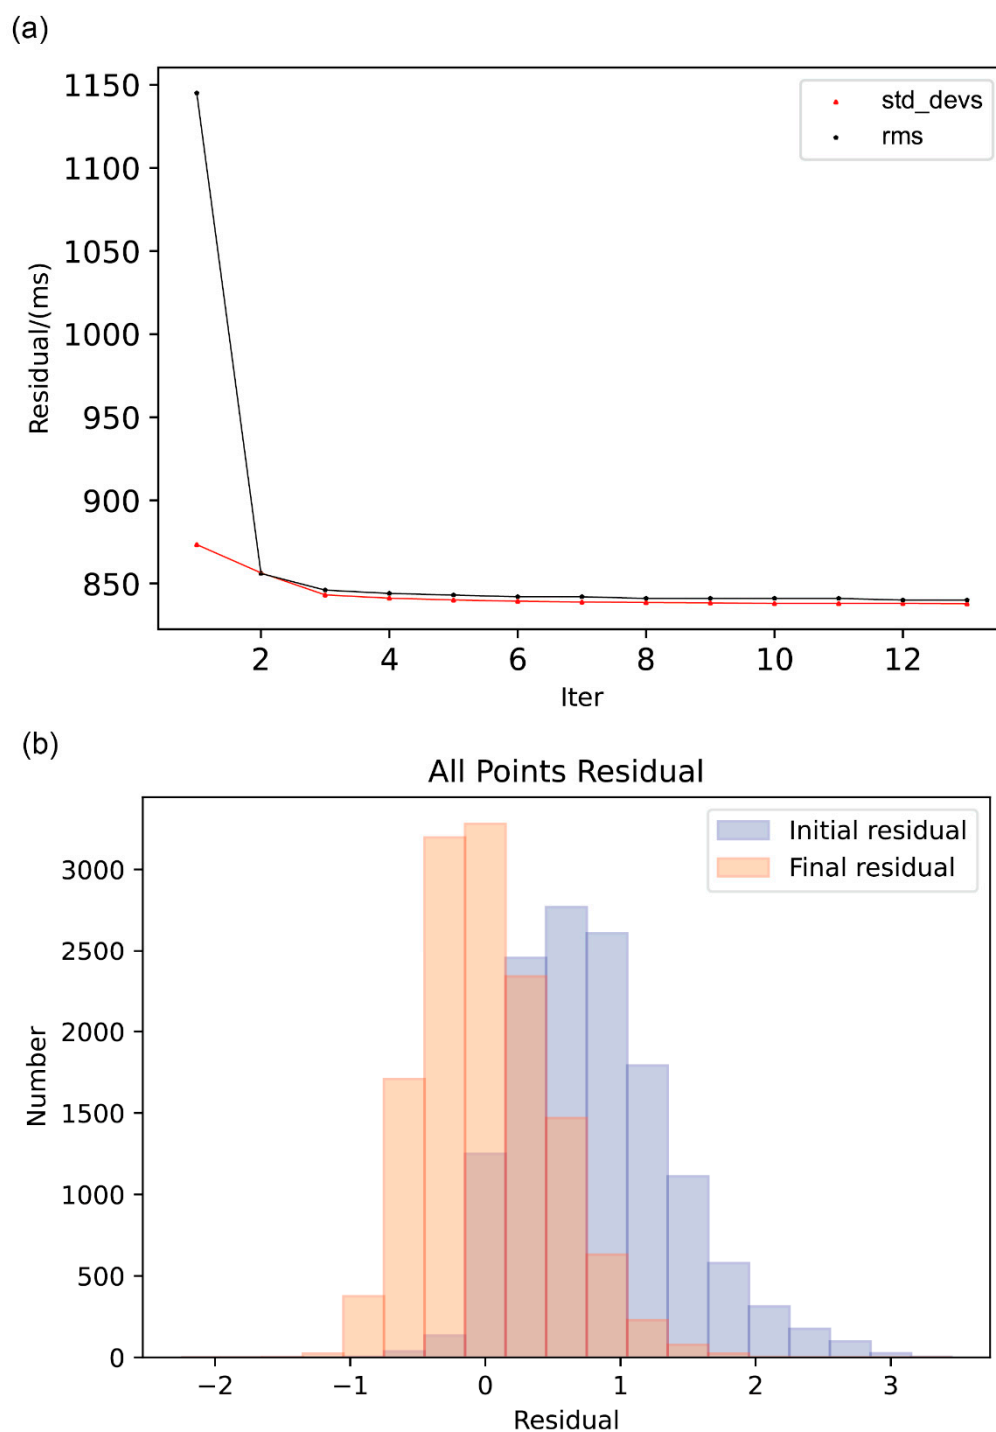 (a)
1150
1100
1050
1000
950
900
850
Residual/(ms)
std_devs
rms
2 4 6 8 10 12
Iter
(b)
All Points Residual
3000
2500
2000
1500
1000
500
0
Number
Initial residual
Final residual
−2 −1 0 1 2 3
Residual